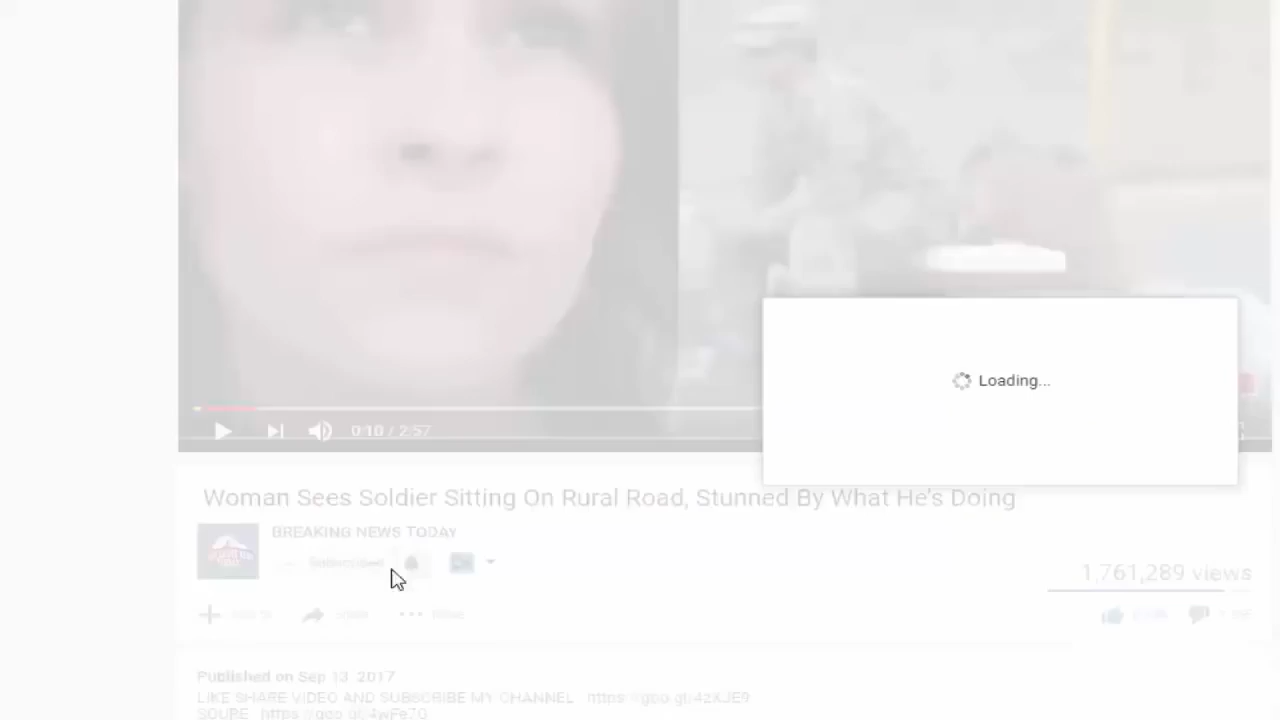 Loading...
0:10 / 2:57
Woman Sees Soldier Sitting On Rural Road, Stunned By What He's Doing
BREAKING NEWS TODAY
Subscribed
1,761,289 views
Published on Sep 13, 2017
LIKE SHARE VIDEO AND SUBSCRIBE MY CHANNEL